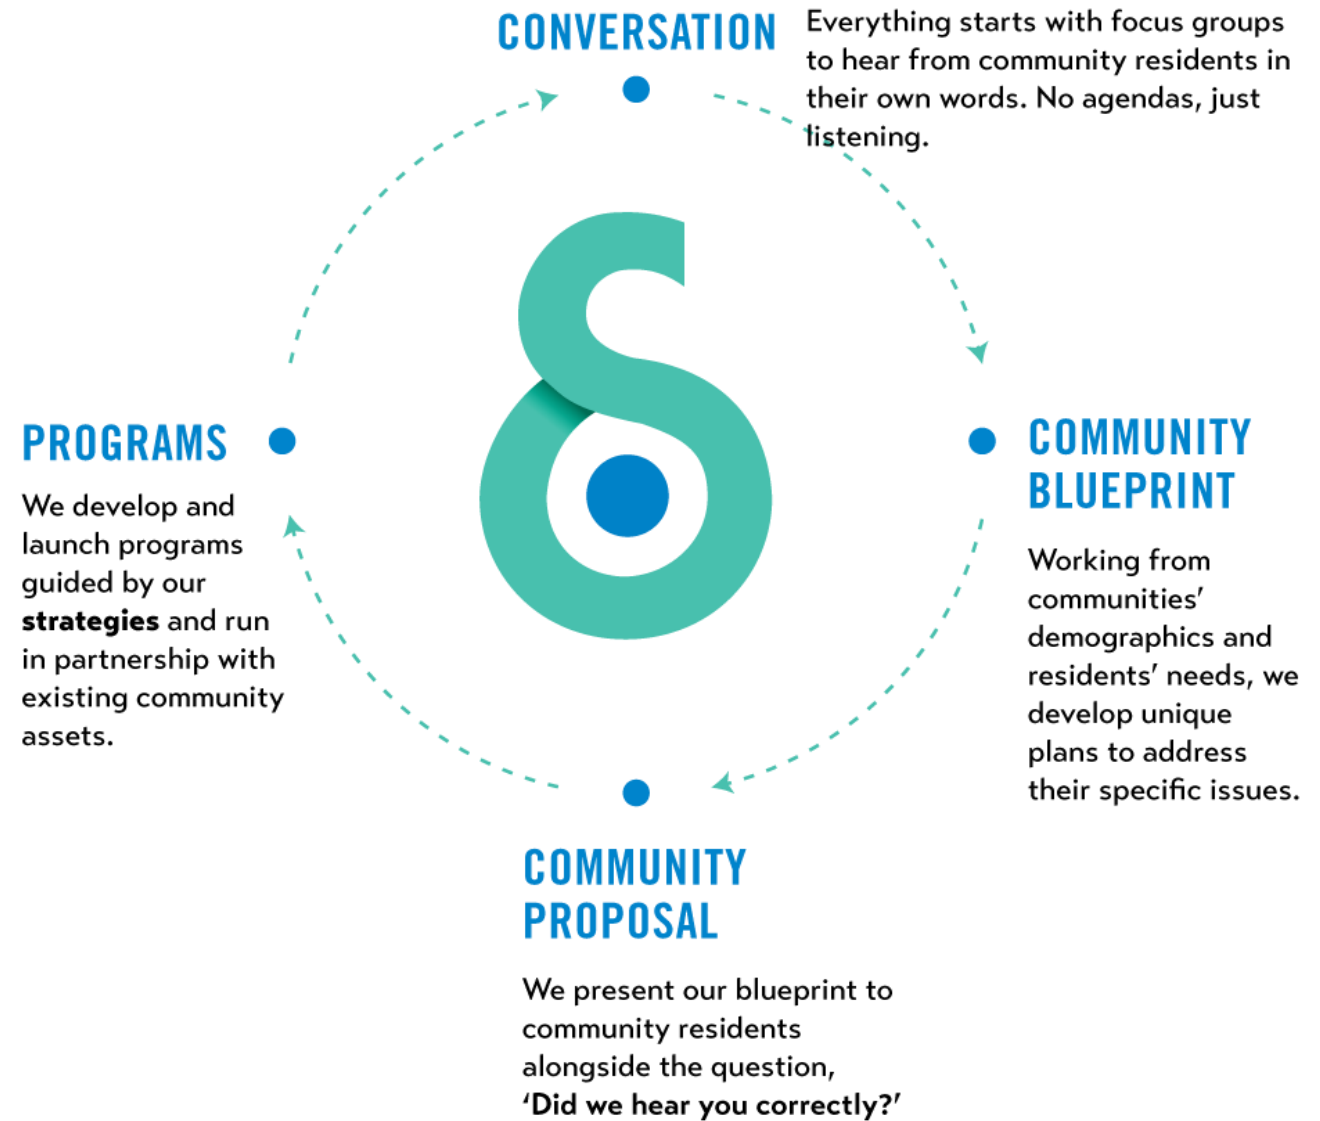 CONVERSATION
Everything starts with focus groups
to hear from community residents in
their own words. No agendas, just
listening.
COMMUNITY
BLUEPRINT
Working from
communities’
demographics and
residents’ needs, we
develop unique
plans to address
their specific issues.
COMMUNITY
PROPOSAL
We present our blueprint to
community residents
alongside the question,
‘Did we hear you correctly?’
PROGRAMS
We develop and
launch programs
guided by our
strategies and run
in partnership with
existing community
assets.